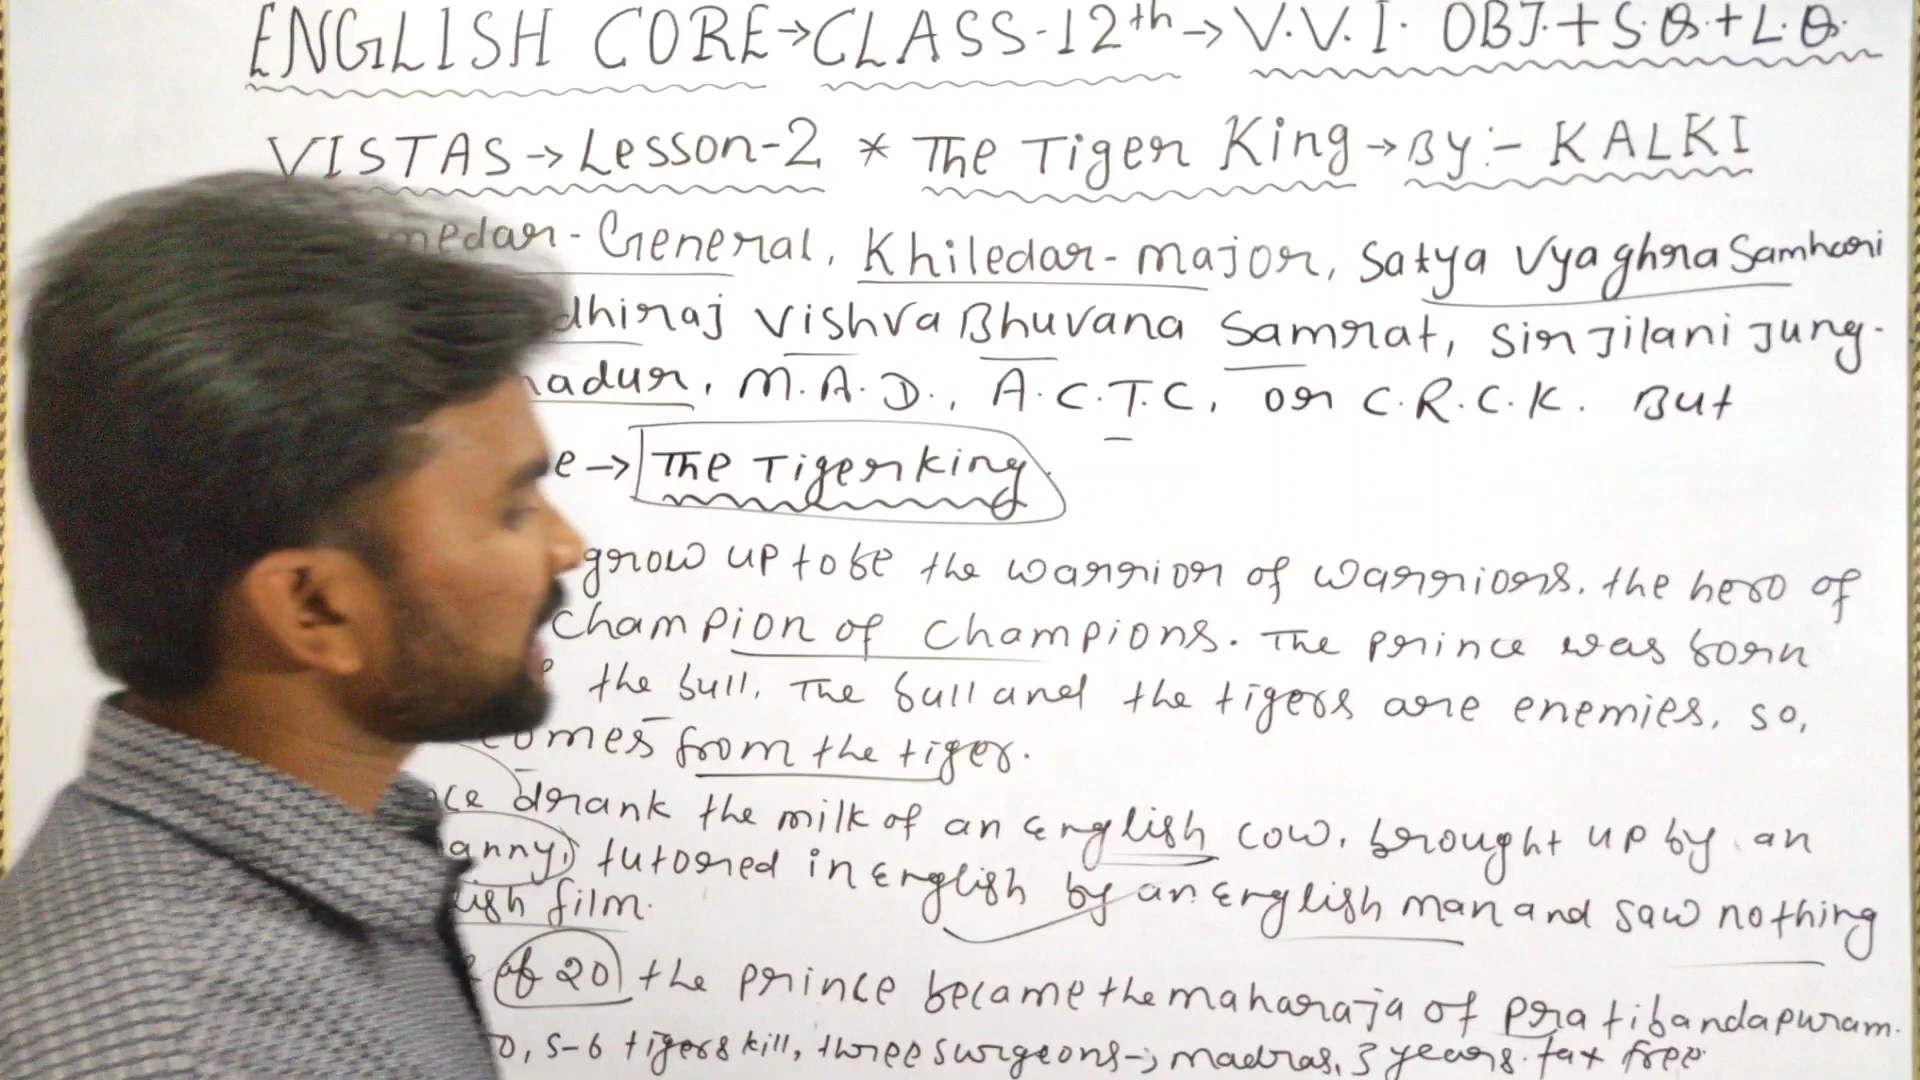 ENGLISH CORE→CLASS-12th→V.V.I. OBJ.+S.Q.+L.Q.
VISTAS→Lesson-2 * The Tiger King→By:- KALKI
medar-General, Khiledar-major, Satya Vyaghra Samhari
dhiraj Vishva Bhuvana Samrat, Sir Jilani Jung-
hadur, M.A.D., A.C.T.C, or C.R.C.K. But
e→ The Tiger king.
grow up to be the warrior of warriors. the hero of
champion of champions. The prince was born
the bull. The bull and the tigers are enemies. so,
comes from the tiger.
ce drank the milk of an English cow. brought up by an
anny, tutored in English by an English man and saw nothing
lish film.
of 20 the prince became the maharaja of pratibandapuram.
0, 5-6 tigers kill, three surgeons→ madras, 3 years. tax free